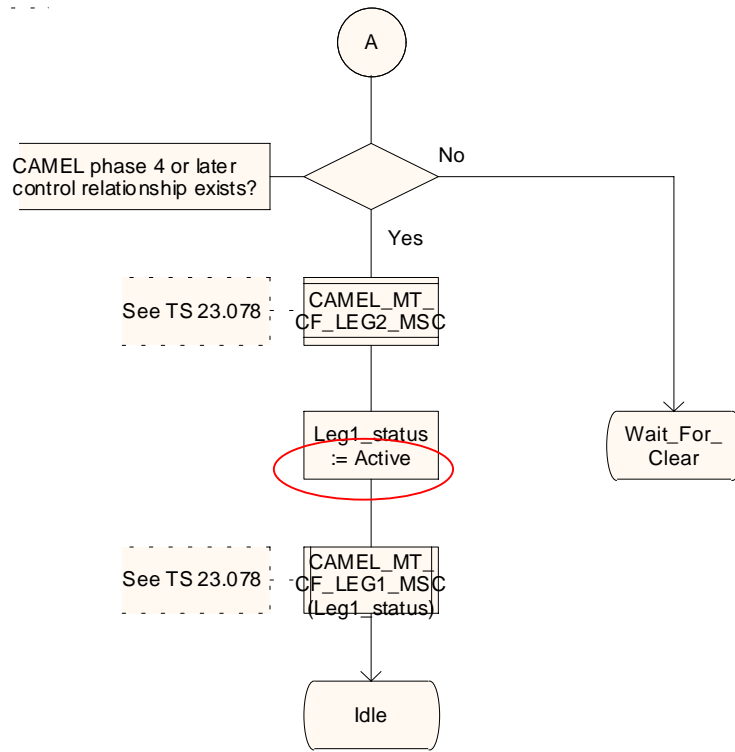 A
CAMEL phase 4 or later
control relationship exists?
No
Yes
See TS 23.078
CAMEL_MT_
CF_LEG2_MSC
Leg1_status
:= Active
Wait_For_
Clear
See TS 23.078
CAMEL_MT_
CF_LEG1_MSC
(Leg1_status)
Idle